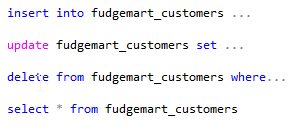 insert into fudgemart_customers ...
update fudgemart_customers set ...
delete from fudgemart_customers where...
select * from fudgemart_customers